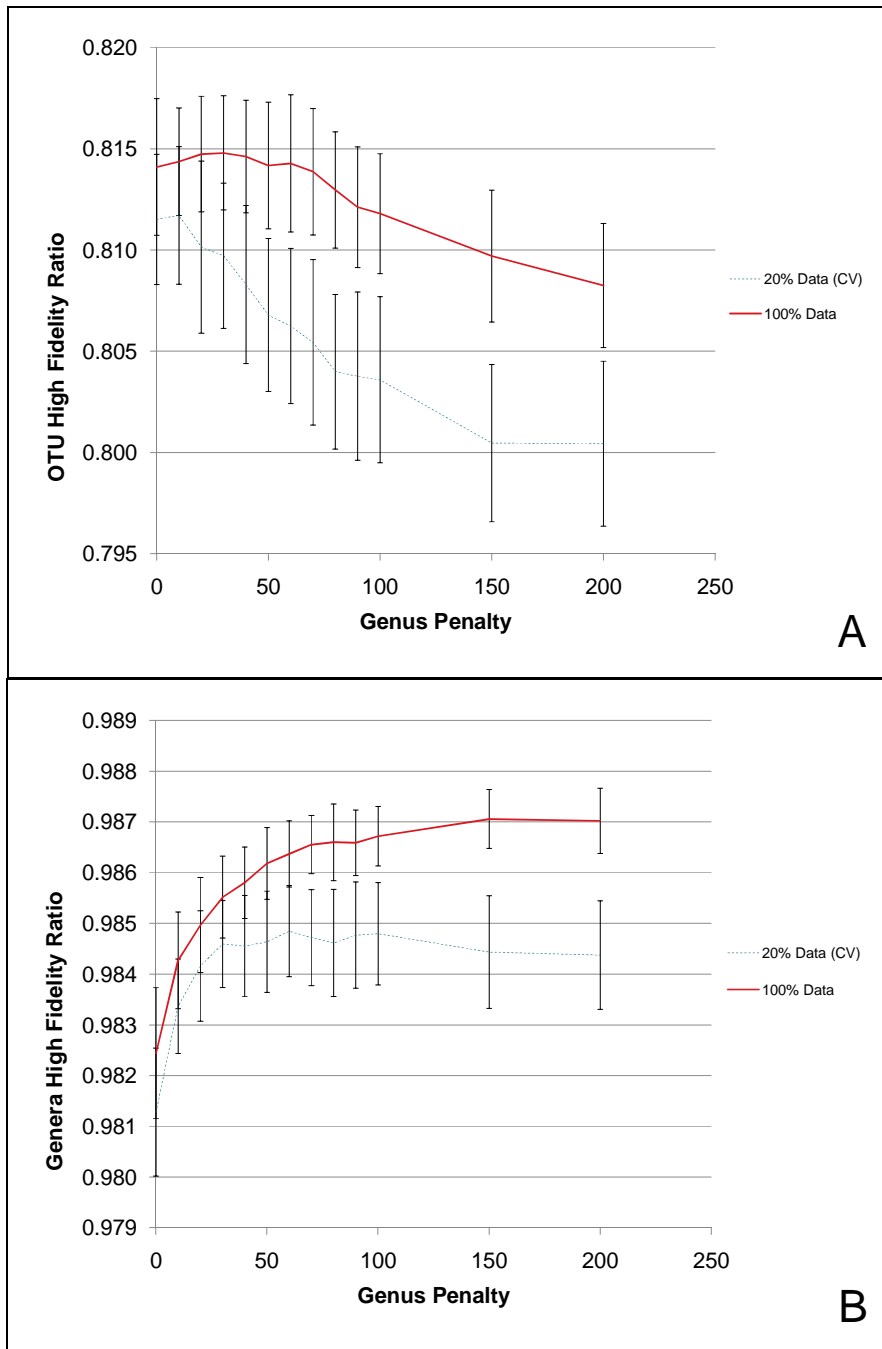 0.820
0.815
0.810
0.805
0.800
0.795
OTU High Fidelity Ratio
0 50 100 150 200 250
Genus Penalty
20% Data (CV)
100% Data
A
0.989
0.988
0.987
0.986
0.985
0.984
0.983
0.982
0.981
0.980
0.979
Genera High Fidelity Ratio
0 50 100 150 200 250
Genus Penalty
20% Data (CV)
100% Data
B